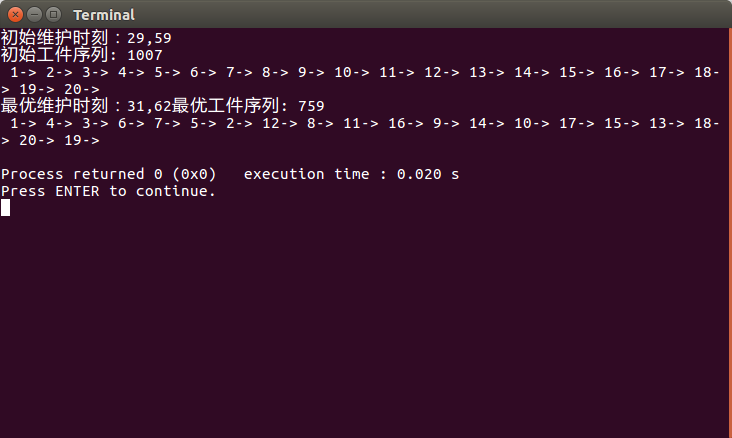 Terminal
初始维护时刻：29,59
初始工件序列: 1007
1-> 2-> 3-> 4-> 5-> 6-> 7-> 8-> 9-> 10-> 11-> 12-> 13-> 14-> 15-> 16-> 17-> 18-
> 19-> 20->
最优维护时刻：31,62最优工件序列: 759
1-> 4-> 3-> 6-> 7-> 5-> 2-> 12-> 8-> 11-> 16-> 9-> 14-> 10-> 17-> 15-> 13-> 18-
> 20-> 19->
Process returned 0 (0x0)   execution time : 0.020 s
Press ENTER to continue.